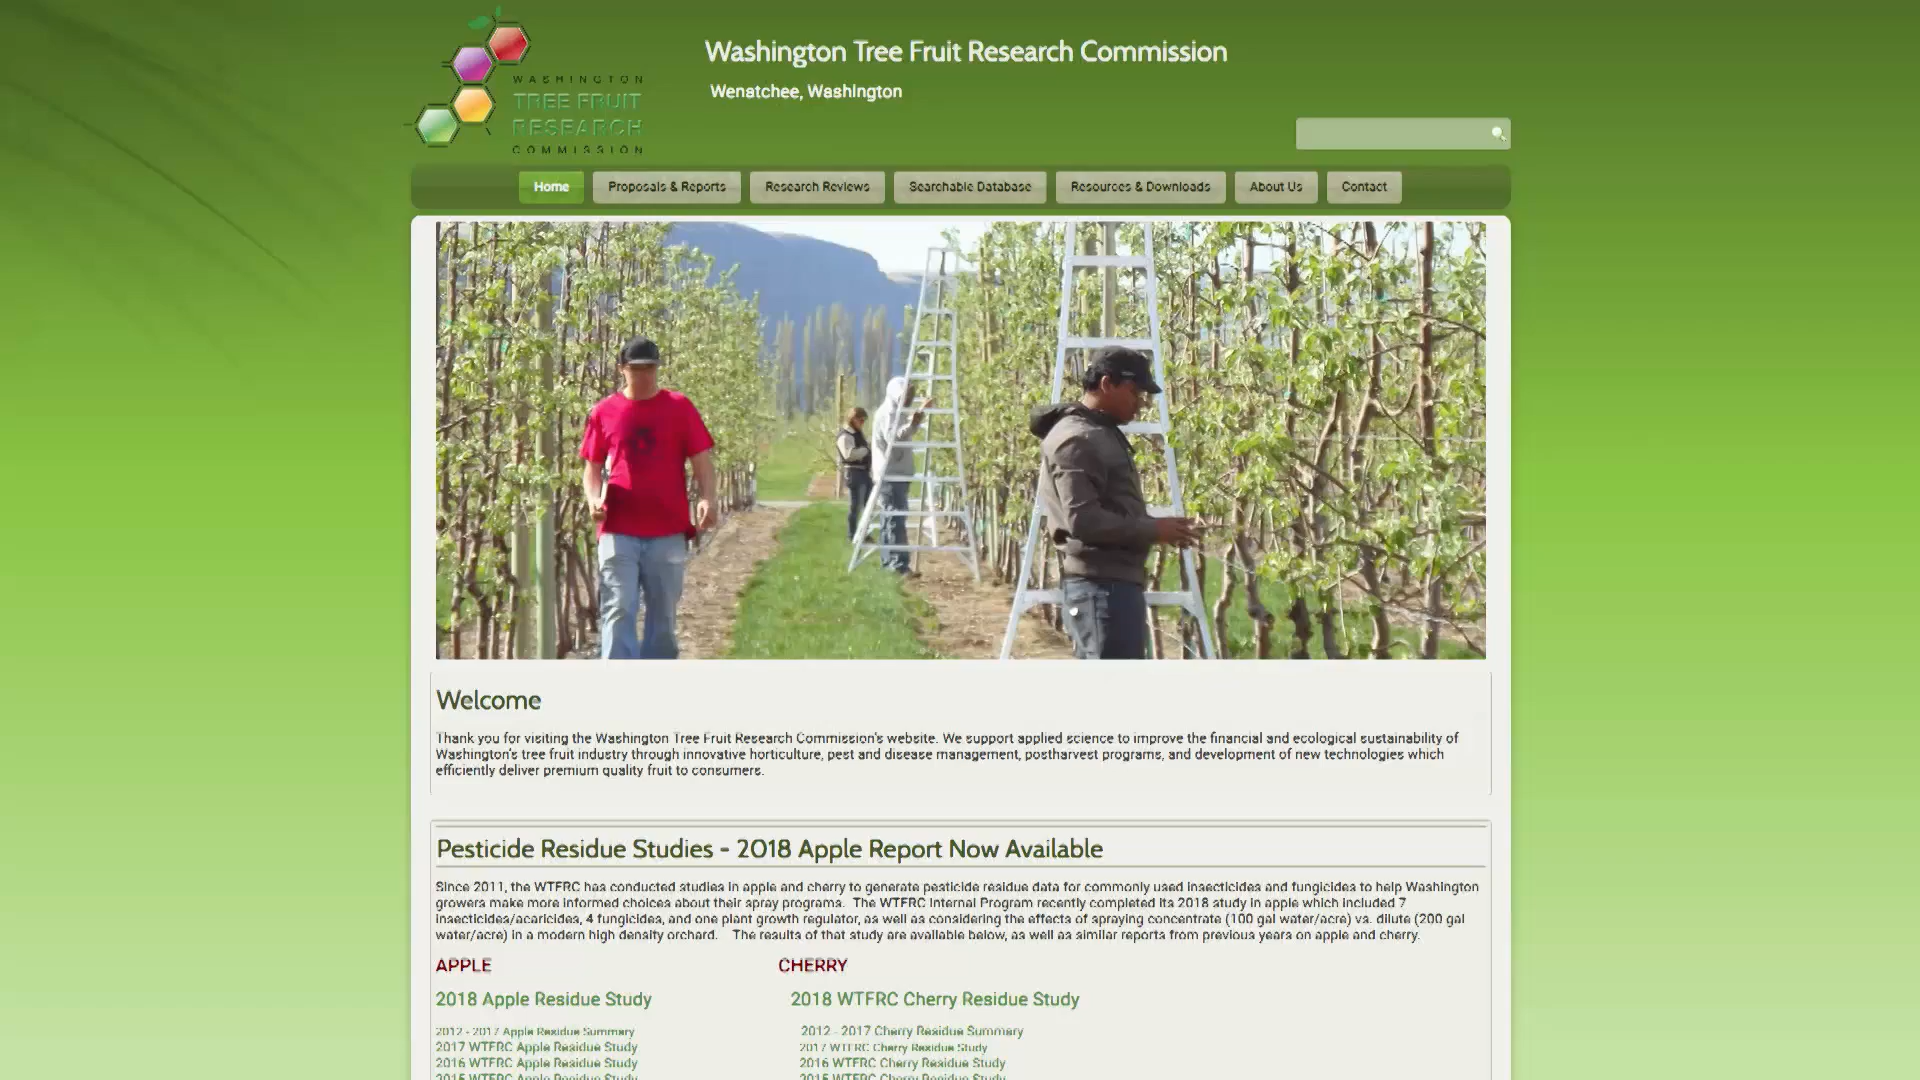 WASHINGTON
TREE FRUIT
RESEARCH
COMMISSION
Washington Tree Fruit Research Commission
Wenatchee, Washington
Home
Proposals & Reports
Research Reviews
Searchable Database
Resources & Downloads
About Us
Contact
Welcome
Thank you for visiting the Washington Tree Fruit Research Commission's website. We support applied science to improve the financial and ecological sustainability of
Washington's tree fruit industry through innovative horticulture, pest and disease management, postharvest programs, and development of new technologies which
efficiently deliver premium quality fruit to consumers.
Pesticide Residue Studies - 2018 Apple Report Now Available
Since 2011, the WTFRC has conducted studies in apple and cherry to generate pesticide residue data for commonly used insecticides and fungicides to help Washington
growers make more informed choices about their spray programs. The WTFRC Internal Program recently completed its 2018 study in apple which included 7
insecticides/acaricides, 4 fungicides, and one plant growth regulator, as well as considering the effects of spraying concentrate (100 gal water/acre) vs. dilute (200 gal
water/acre) in a modern high density orchard. The results of that study are available below, as well as similar reports from previous years on apple and cherry.
APPLE
CHERRY
2018 Apple Residue Study
2018 WTFRC Cherry Residue Study
2012 - 2017 Apple Residue Summary
2012 - 2017 Cherry Residue Summary
2017 WTFRC Apple Residue Study
2017 WTFRC Cherry Residue Study
2016 WTFRC Apple Residue Study
2016 WTFRC Cherry Residue Study
2015 WTFRC Apple Residue Study
2015 WTFRC Cherry Residue Study